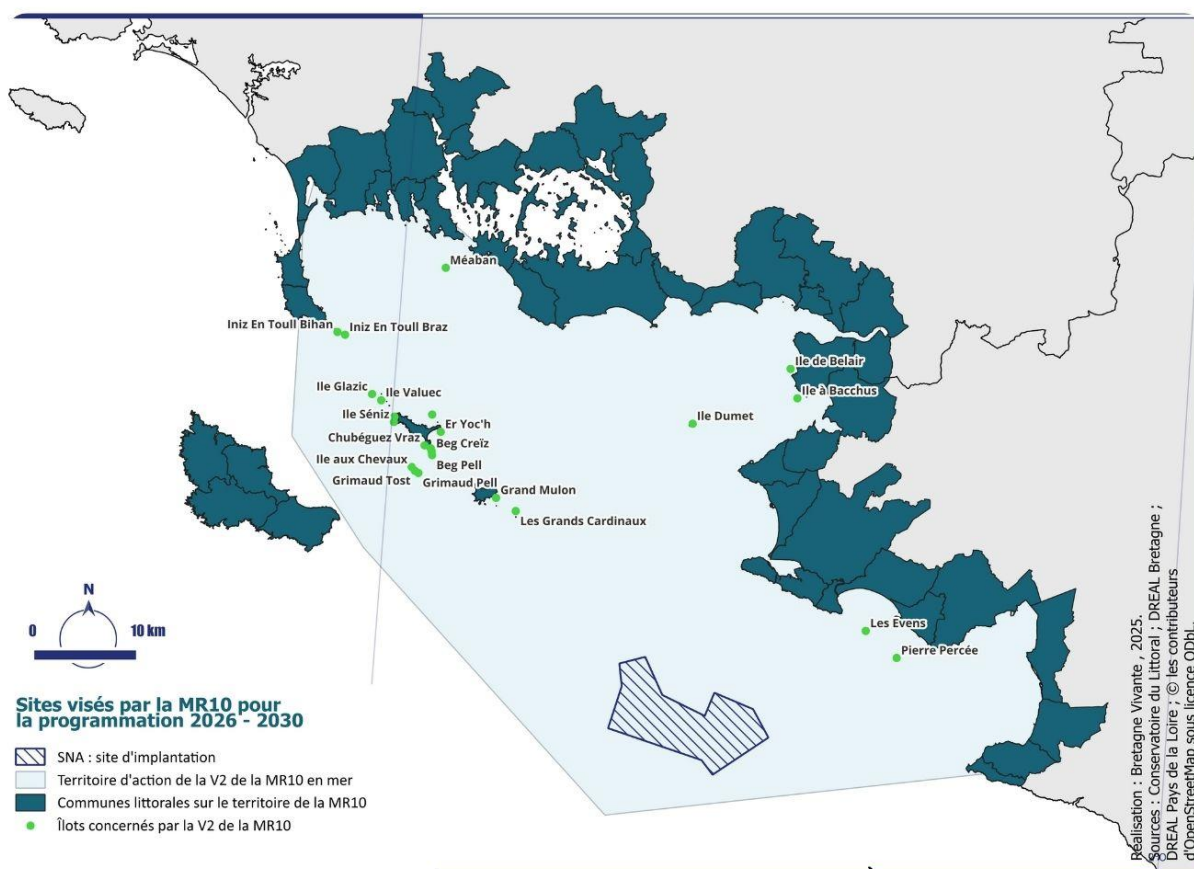 Méaban
Iniz En Toull Bihan
Iniz En Toull Braz
Ile de Belair
Ile Glazic
Ile Valuec
Ile à Bacchus
Ile Séniz
Er Yoc'h
Ile Dumet
Chubéguez Vraz
Beg Creïz
Ile aux Chevaux
Beg Pell
Grimaud Tost
Grimaud Pell
Grand Mulon
Les Grands Cardinaux
Les Évens
Pierre Percée
N
0
10 km
Sites visés par la MR10 pour
la programmation 2026 - 2030
SNA : site d'implantation
Territoire d'action de la V2 de la MR10 en mer
Communes littorales sur le territoire de la MR10
Îlots concernés par la V2 de la MR10
Réalisation : Bretagne Vivante , 2025.
Sources : Conservatoire du Littoral ; DREAL Bretagne ;
DREAL Pays de la Loire ; © les contributeurs
d'OpenStreetMap sous licence ODbL.